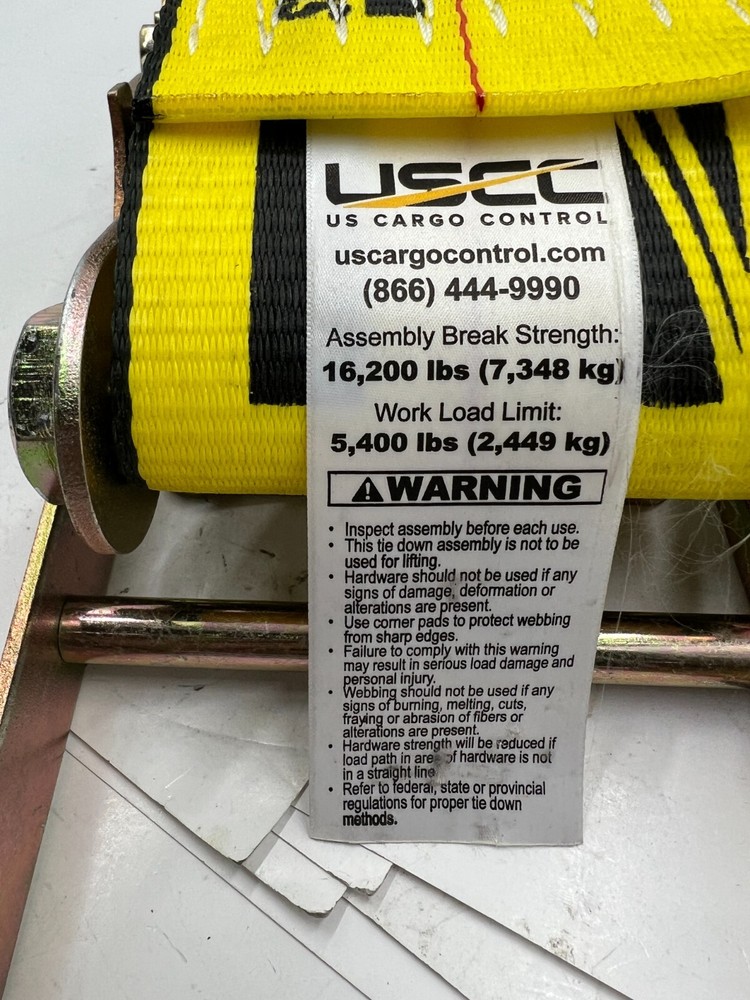 USCC
US CARGO CONTROL
uscargocontrol.com
(866) 444-9990
Assembly Break Strength:
16,200 lbs (7,348 kg)
Work Load Limit:
5,400 lbs (2,449 kg)
WARNING
• Inspect assembly before each use.
• This tie down assembly is not to be
used for lifting.
• Hardware should not be used if any
signs of damage, deformation or
alterations are present.
• Use corner pads to protect webbing
from sharp edges.
• Failure to comply with this warning
may result in serious load damage and
personal injury.
• Webbing should not be used if any
signs of burning, melting, cuts,
fraying or abrasion of fibers or
alterations are present.
• Hardware strength will be reduced if
load path in area of hardware is not
in a straight line
• Refer to federal, state or provincial
regulations for proper tie down
methods.